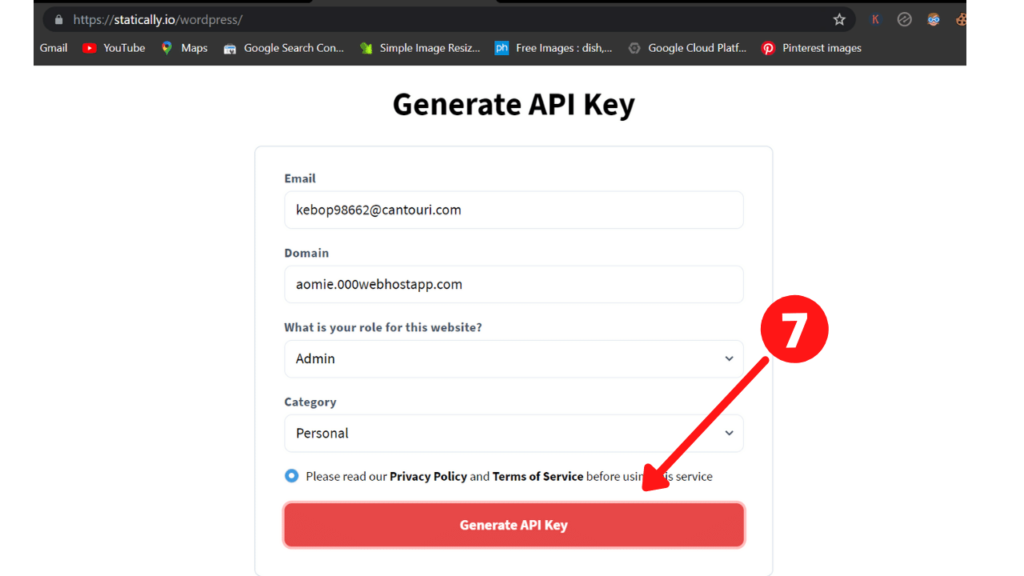 https://statically.io/wordpress/
K
Gmail YouTube Maps Google Search Con... Simple Image Resiz... ph Free Images : dish,... Google Cloud Platf... Pinterest images
Generate API Key
Email
kebop98662@cantouri.com
Domain
aomie.000webhostapp.com
What is your role for this website?
7
Admin
Category
Personal
Please read our Privacy Policy and Terms of Service before usin is service
Generate API Key